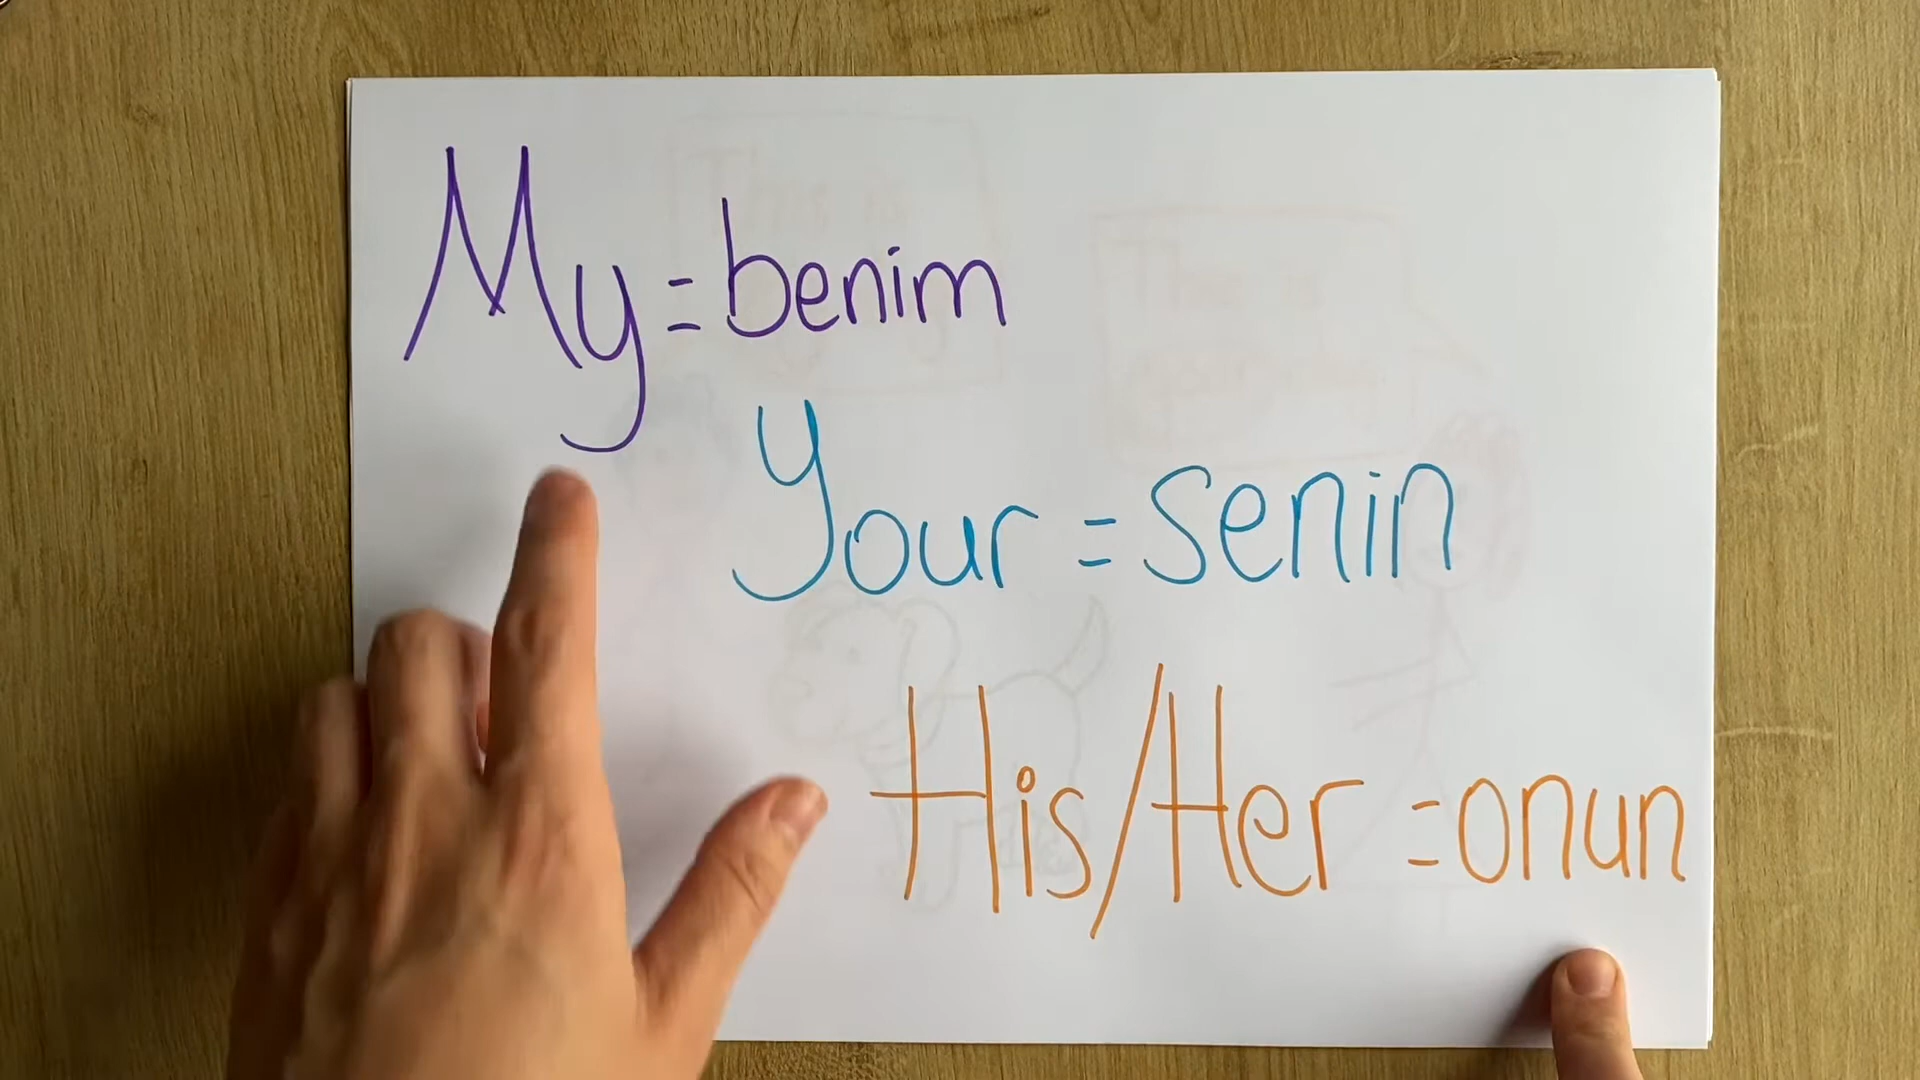 My = benim
Your = senin
His/Her = onun